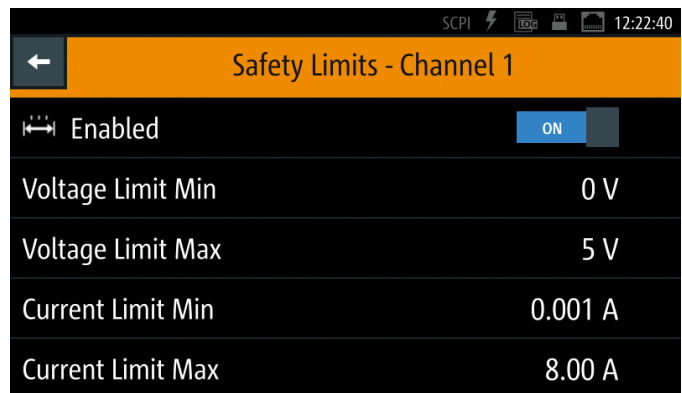 SCPI LOG 12:22:40
Safety Limits - Channel 1
Enabled ON
Voltage Limit Min 0 V
Voltage Limit Max 5 V
Current Limit Min 0.001 A
Current Limit Max 8.00 A